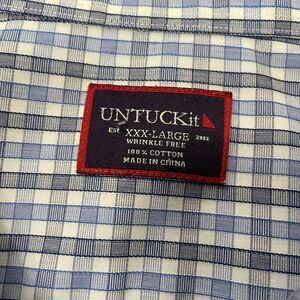 UNTUCKit
Est XXX-LARGE 2011
WRINKLE FREE
100% COTTON
MADE IN CHINA